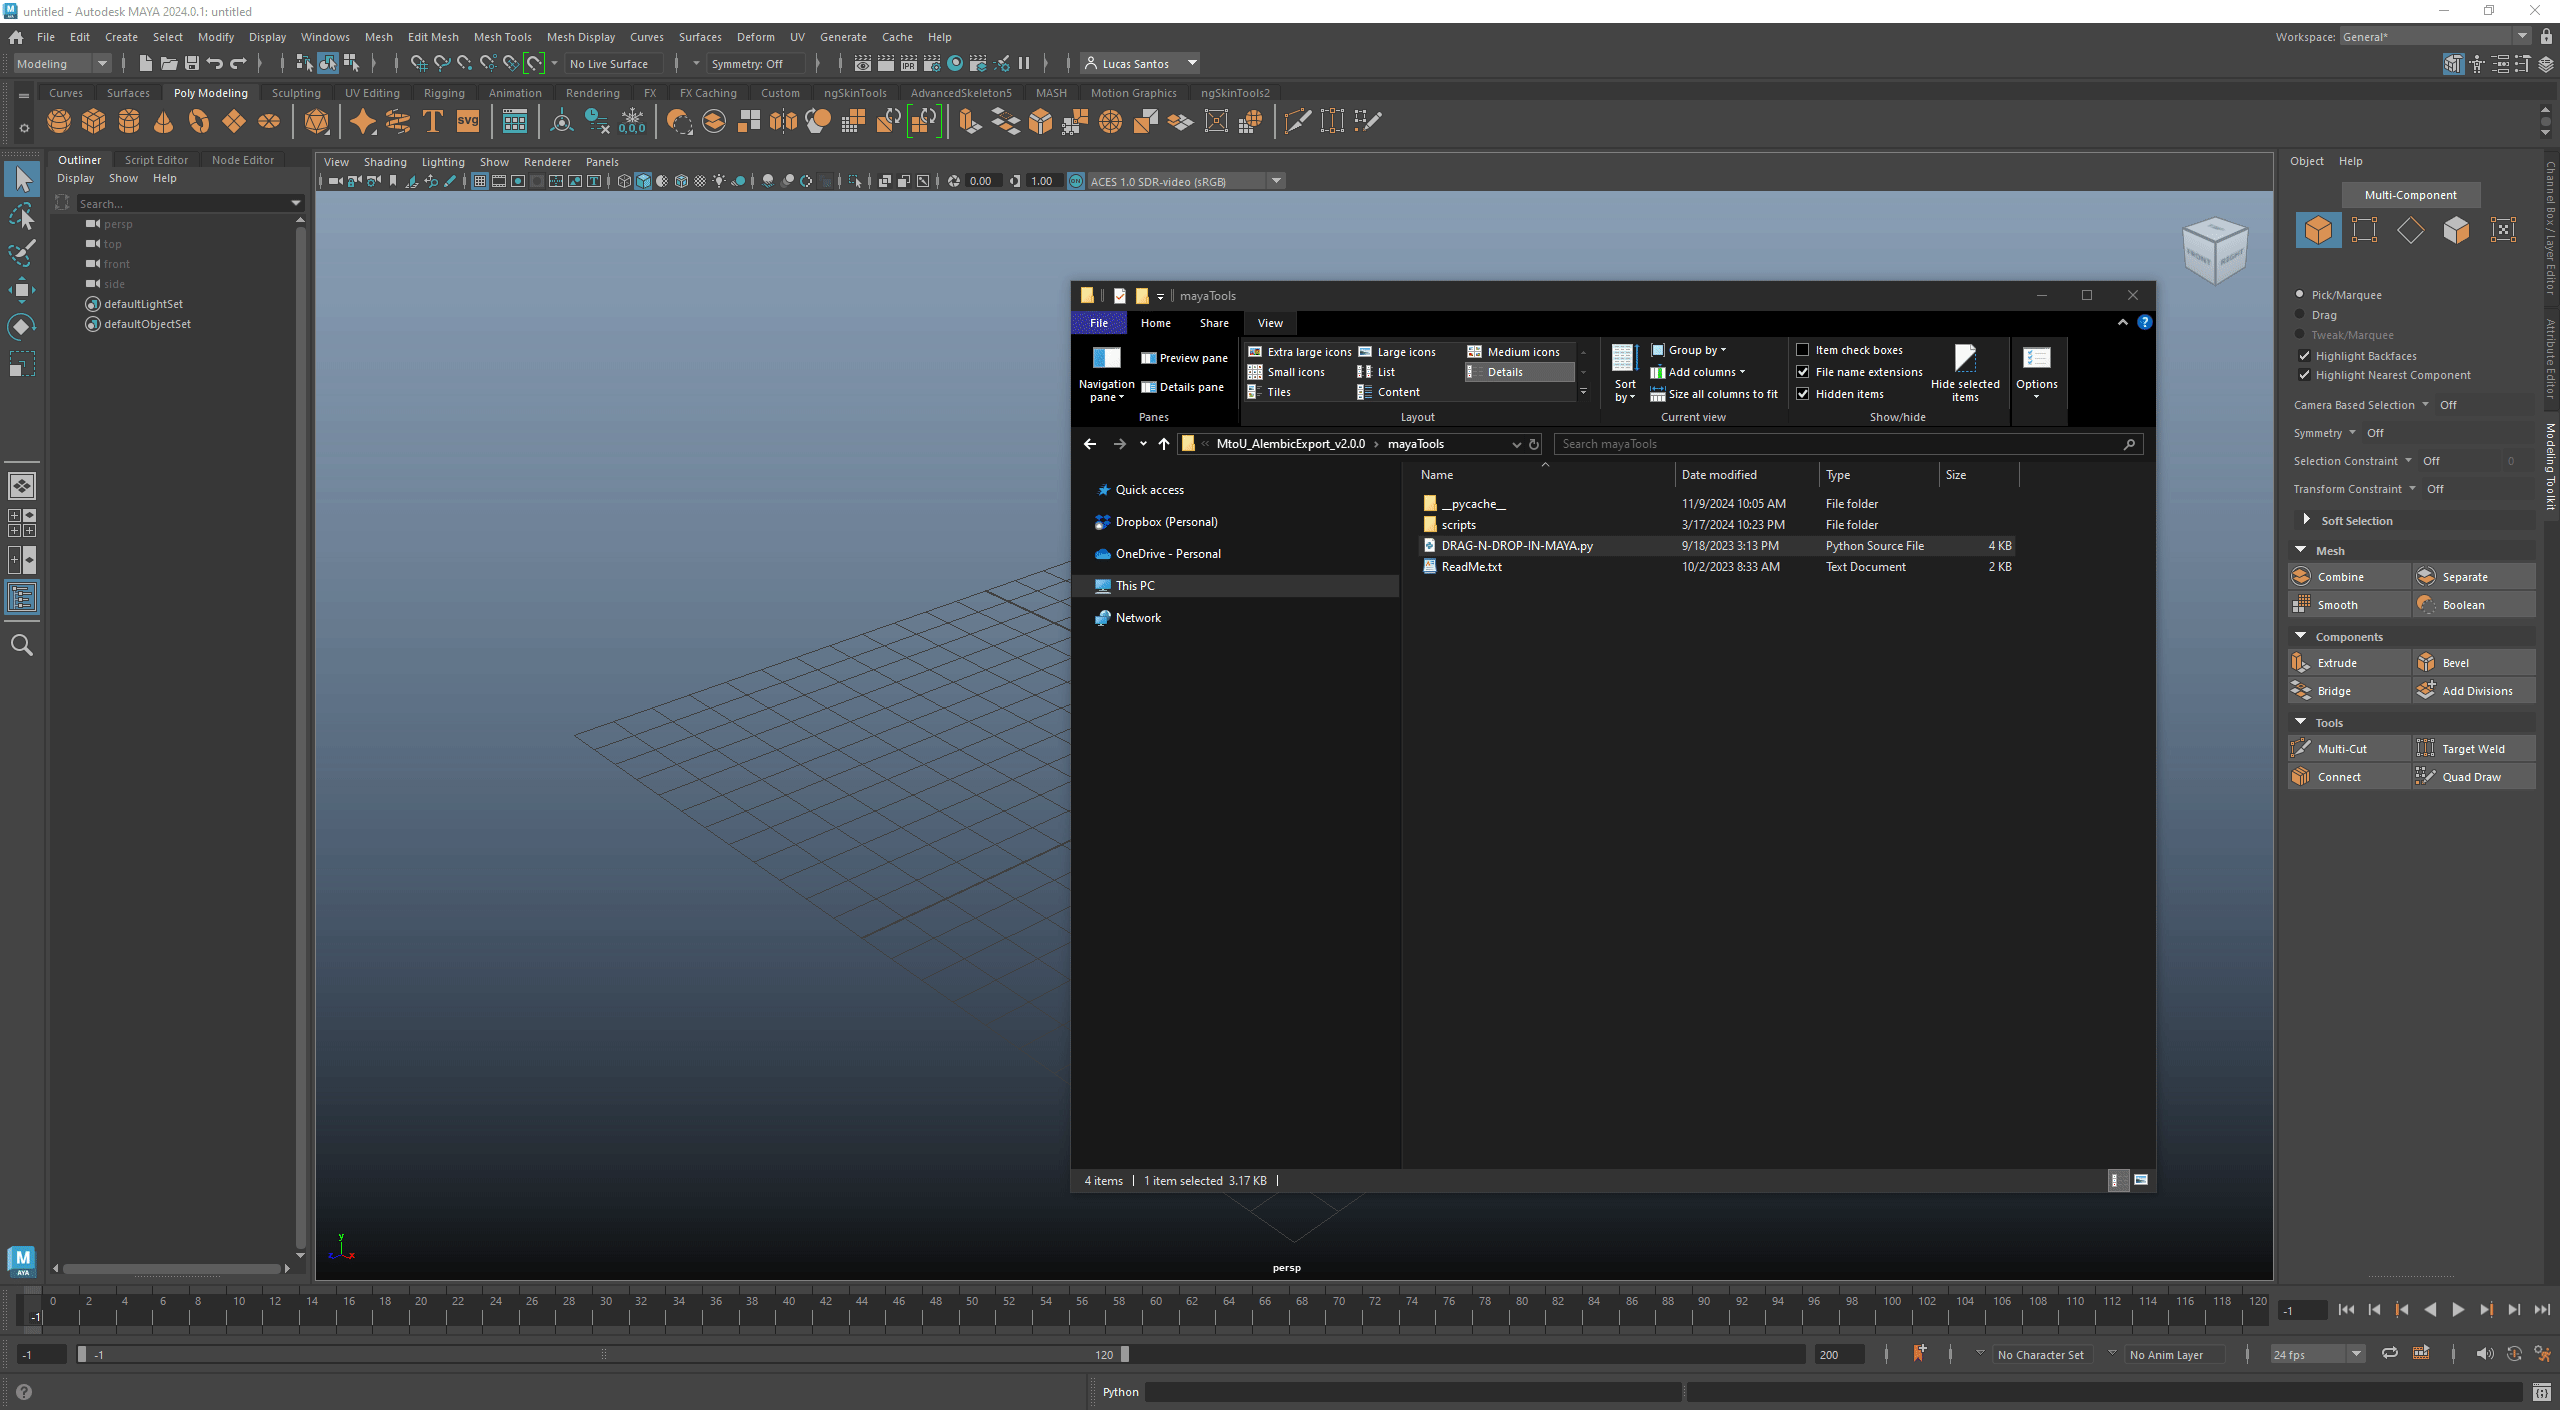 untitled - Autodesk MAYA 2024.0.1: untitled
File Edit Create Select Modify Display Windows Mesh Edit Mesh Mesh Tools Mesh Display Curves Surfaces Deform UV Generate Cache Help
Workspace: General*
Modeling
No Live Surface
Symmetry: Off
Lucas Santos
Curves Surfaces Poly Modeling Sculpting UV Editing Rigging Animation Rendering FX FX Caching Custom ngSkinTools AdvancedSkeleton5 MASH Motion Graphics ngSkinTools2
T svg 0,0,0
Outliner Script Editor Node Editor
Display Show Help
Search...
persp
top
front
side
defaultLightSet
defaultObjectSet
View Shading Lighting Show Renderer Panels
0.00 1.00 ACES 1.0 SDR-video (sRGB)
FRONT RIGHT
mayaTools
File Home Share View
Navigation pane
Preview pane
Details pane
Panes
Extra large icons Large icons Medium icons
Small icons List Details
Tiles Content
Layout
Sort by
Group by
Add columns
Size all columns to fit
Current view
Item check boxes
File name extensions
Hidden items
Hide selected items
Show/hide
Options
« MtoU_AlembicExport_v2.0.0 › mayaTools
Search mayaTools
Quick access
Dropbox (Personal)
OneDrive - Personal
This PC
Network
Name Date modified Type Size
__pycache__ 11/9/2024 10:05 AM File folder
scripts 3/17/2024 10:23 PM File folder
DRAG-N-DROP-IN-MAYA.py 9/18/2023 3:13 PM Python Source File 4 KB
ReadMe.txt 10/2/2023 8:33 AM Text Document 2 KB
4 items 1 item selected 3.17 KB
persp
y
x
z
Object Help
Multi-Component
Pick/Marquee
Drag
Tweak/Marquee
Highlight Backfaces
Highlight Nearest Component
Camera Based Selection Off
Symmetry Off
Selection Constraint Off 0
Transform Constraint Off
Soft Selection
Mesh
Combine Separate
Smooth Boolean
Components
Extrude Bevel
Bridge Add Divisions
Tools
Multi-Cut Target Weld
Connect Quad Draw
Channel Box / Layer Editor
Attribute Editor
Modeling Toolkit
M
AYA
0 2 4 6 8 10 12 14 16 18 20 22 24 26 28 30 32 34 36 38 40 42 44 46 48 50 52 54 56 58 60 62 64 66 68 70 72 74 76 78 80 82 84 86 88 90 92 94 96 98 100 102 104 106 108 110 112 114 116 118 120
-1
-1
-1 -1 120 200
No Character Set No Anim Layer 24 fps
Python